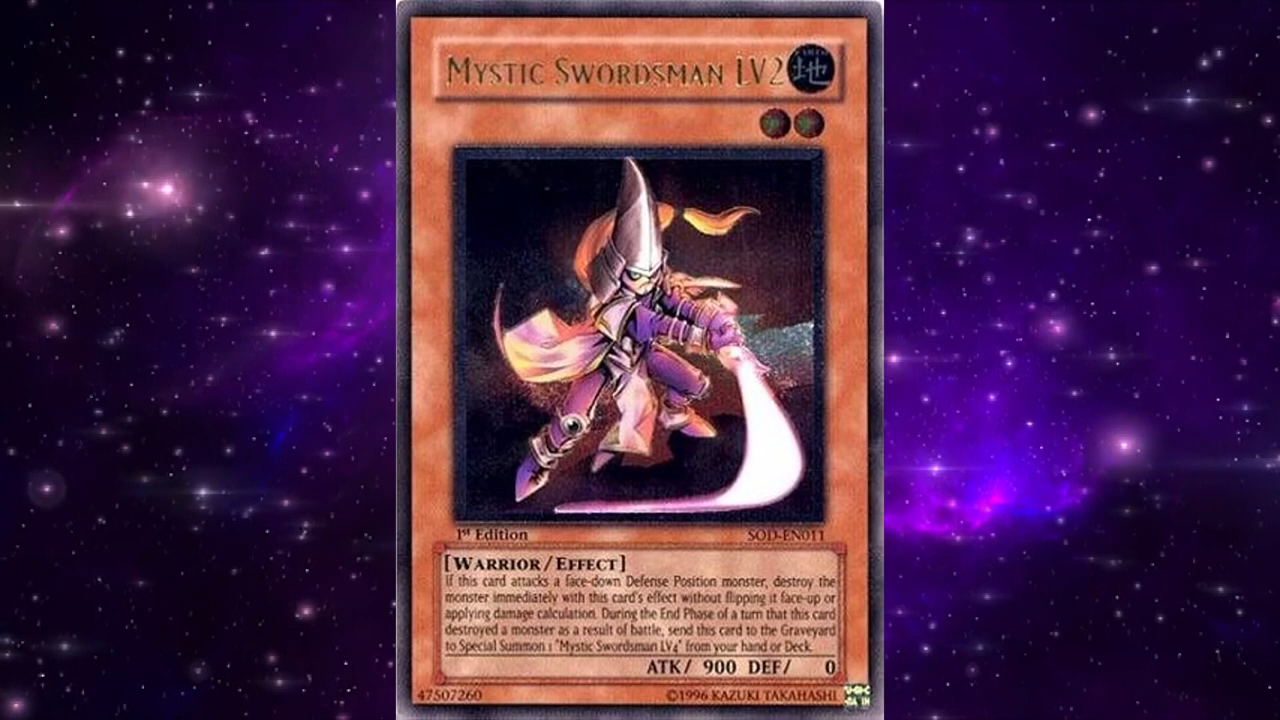 MYSTIC SWORDSMAN LV2
地
1st Edition
SOD-EN011
[WARRIOR/EFFECT]
If this card attacks a face-down Defense Position monster, destroy the
monster immediately with this card's effect without flipping it face-up or
applying damage calculation. During the End Phase of a turn that this card
destroyed a monster as a result of battle, send this card to the Graveyard
to Special Summon 1 "Mystic Swordsman LV4" from your hand or Deck.
ATK/ 900 DEF/ 0
47507260
©1996 KAZUKI TAKAHASHI